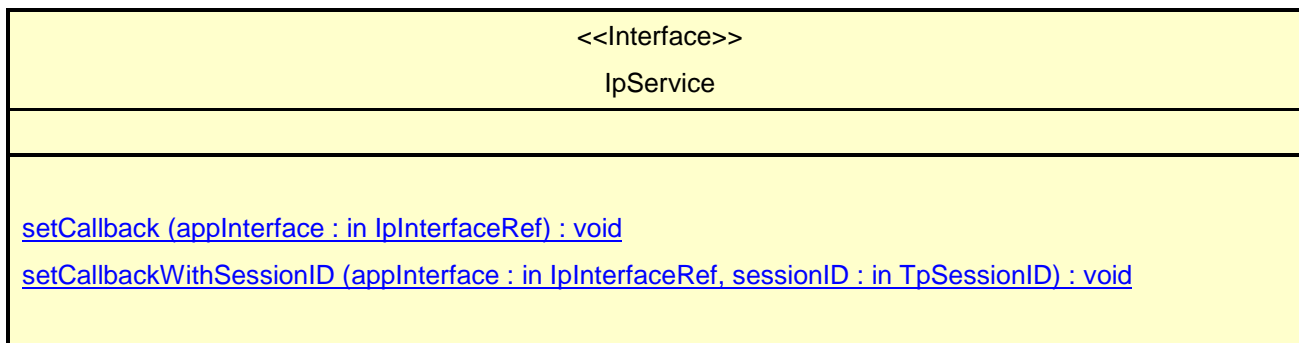 <<Interface>>
IpService
setCallback (appInterface : in IpInterfaceRef) : void
setCallbackWithSessionID (appInterface : in IpInterfaceRef, sessionID : in TpSessionID) : void